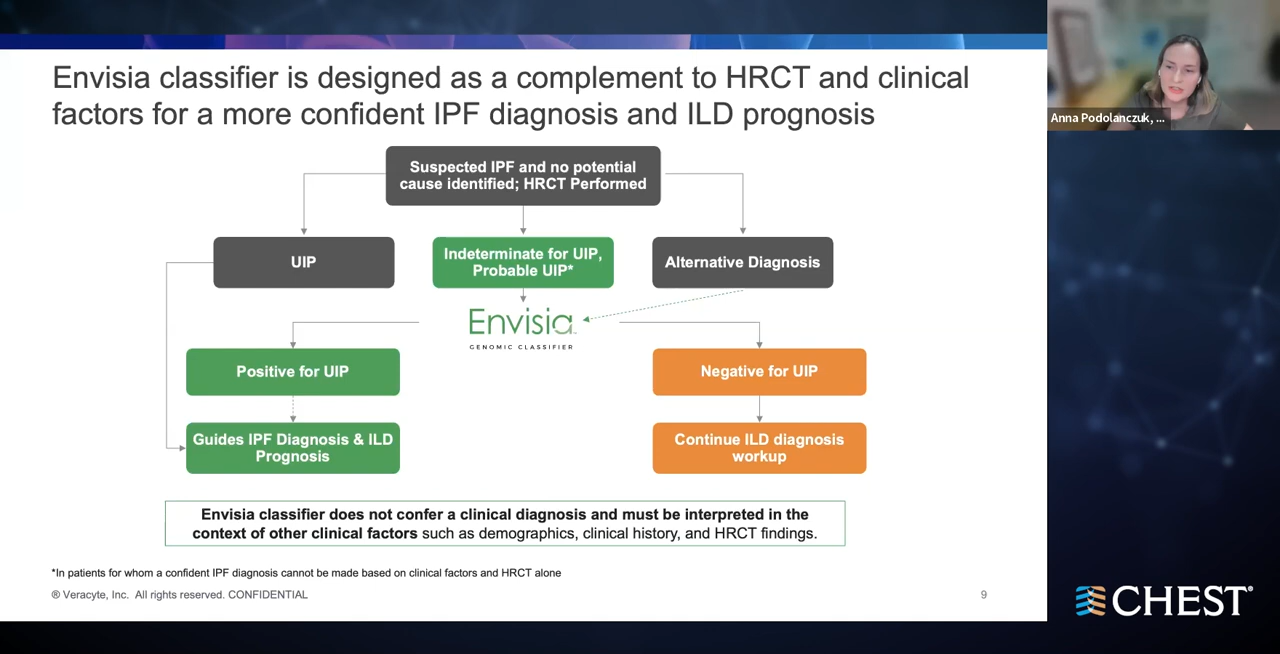 Envisia classifier is designed as a complement to HRCT and clinical
factors for a more confident IPF diagnosis and ILD prognosis
Anna Podolanczuk, ...
Suspected IPF and no potential
cause identified; HRCT Performed
UIP
Indeterminate for UIP,
Probable UIP*
Alternative Diagnosis
Envisia
GENOMIC CLASSIFIER
Positive for UIP
Negative for UIP
Guides IPF Diagnosis & ILD
Prognosis
Continue ILD diagnosis
workup
Envisia classifier does not confer a clinical diagnosis and must be interpreted in the
context of other clinical factors such as demographics, clinical history, and HRCT findings.
*In patients for whom a confident IPF diagnosis cannot be made based on clinical factors and HRCT alone
® Veracyte, Inc. All rights reserved. CONFIDENTIAL
9
CHEST®